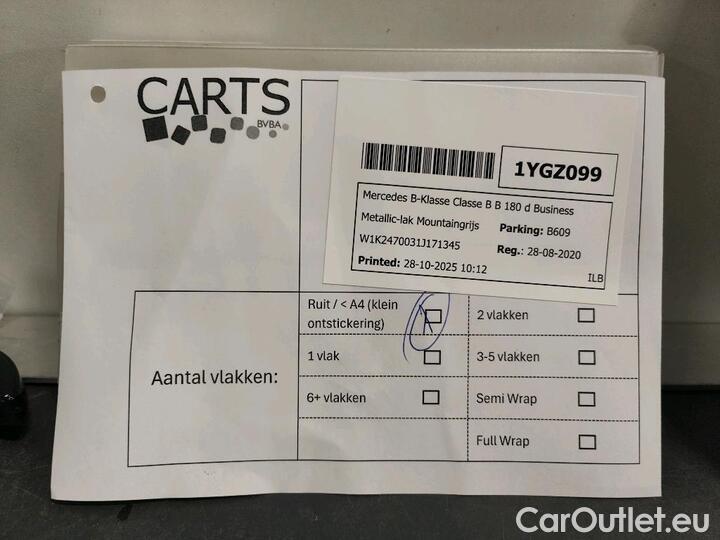 CARTS
BVBA
1YGZ099
Mercedes B-Klasse Classe B B 180 d Business
Metallic-lak Mountaingrijs Parking: B609
W1K2470031J171345 Reg.: 28-08-2020
Printed: 28-10-2025 10:12 ILB
Aantal vlakken:
Ruit / < A4 (klein
ontstickering)
2 vlakken
1 vlak
3-5 vlakken
6+ vlakken
Semi Wrap
Full Wrap
CarOutlet.eu